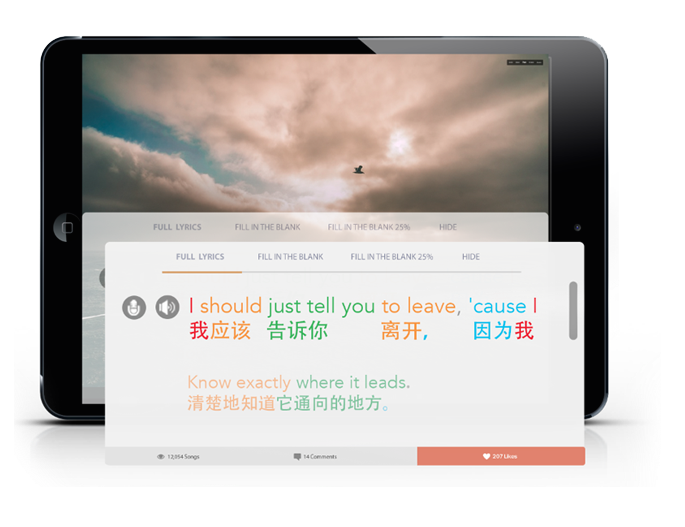 FULL LYRICS FILL IN THE BLANK FILL IN THE BLANK 25% HIDE
FULL LYRICS FILL IN THE BLANK FILL IN THE BLANK 25% HIDE
I should just tell you to leave, 'cause I
我应该 告诉你 离开, 因为我
Know exactly where it leads.
清楚地知道它通向的地方。
12,054 Songs 14 Comments 207 Likes